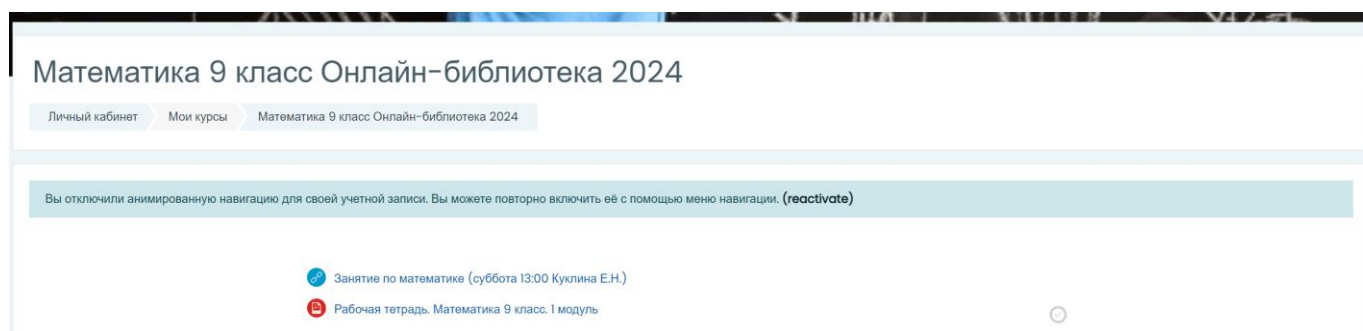 Математика 9 класс Онлайн-библиотека 2024
Личный кабинет Мои курсы Математика 9 класс Онлайн-библиотека 2024
Вы отключили анимированную навигацию для своей учетной записи. Вы можете повторно включить её с помощью меню навигации. (reactivate)
Занятие по математике (суббота 13:00 Куклина Е.Н.)
Рабочая тетрадь. Математика 9 класс. 1 модуль